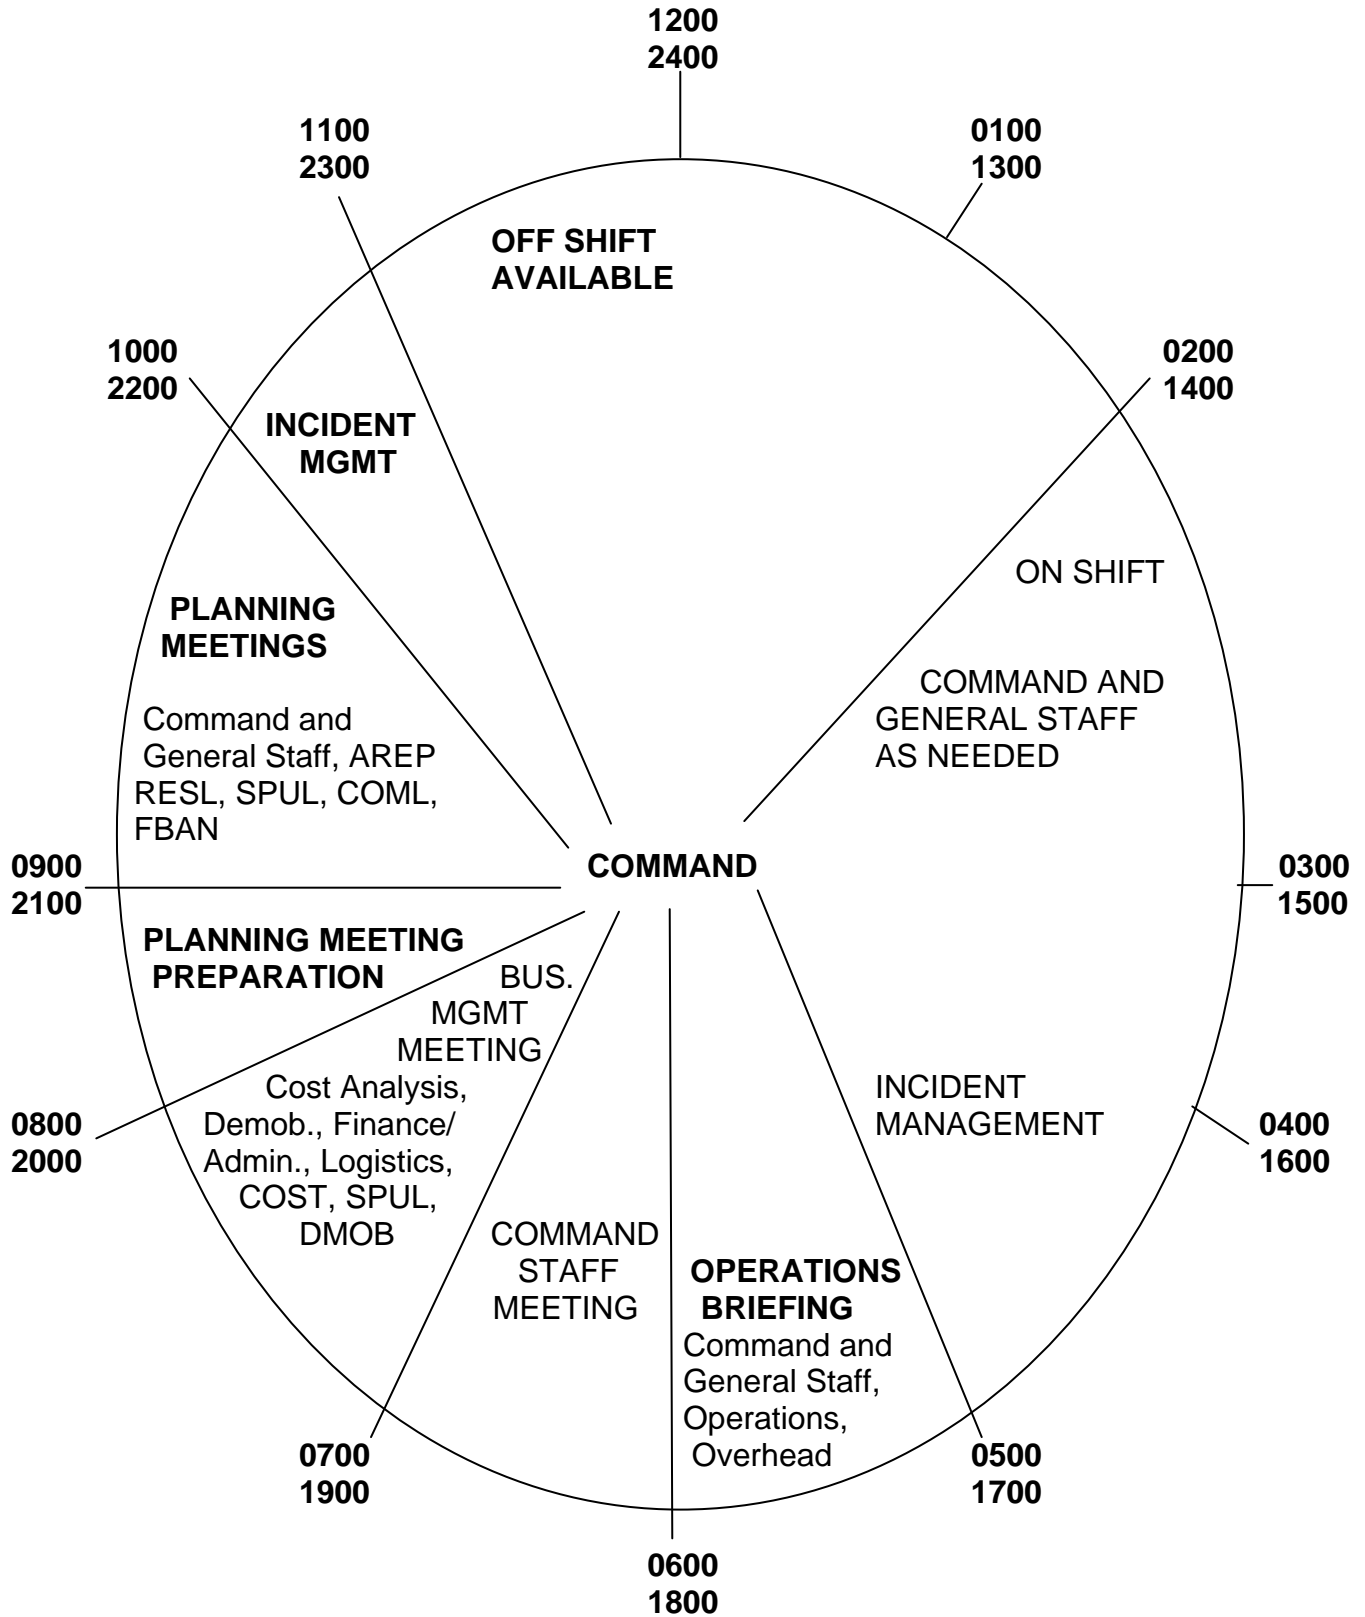 1200
2400
1100
2300
0100
1300
OFF SHIFT
AVAILABLE
1000
2200
0200
1400
INCIDENT
MGMT
ON SHIFT
PLANNING
MEETINGS
COMMAND AND
GENERAL STAFF
AS NEEDED
Command and
General Staff, AREP
RESL, SPUL, COML,
FBAN
COMMAND
0900
2100
0300
1500
PLANNING MEETING
PREPARATION
BUS.
MGMT
MEETING
Cost Analysis,
Demob., Finance/
Admin., Logistics,
COST, SPUL,
DMOB
INCIDENT
MANAGEMENT
0800
2000
0400
1600
COMMAND
STAFF
MEETING
OPERATIONS
BRIEFING
Command and
General Staff,
Operations,
Overhead
0700
1900
0500
1700
0600
1800